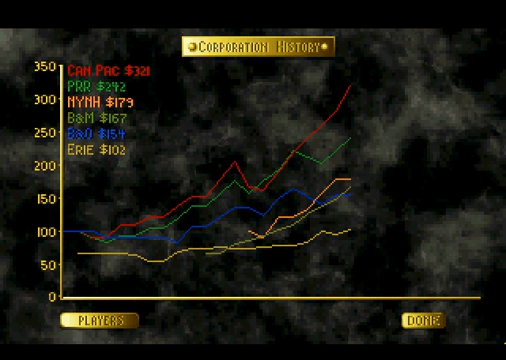 Corporation History
350
300
250
200
150
100
50
0
Can Pac $321
PRR $242
NYNH $179
B&M $167
B&O $154
Erie $102
PLAYERS
DONE